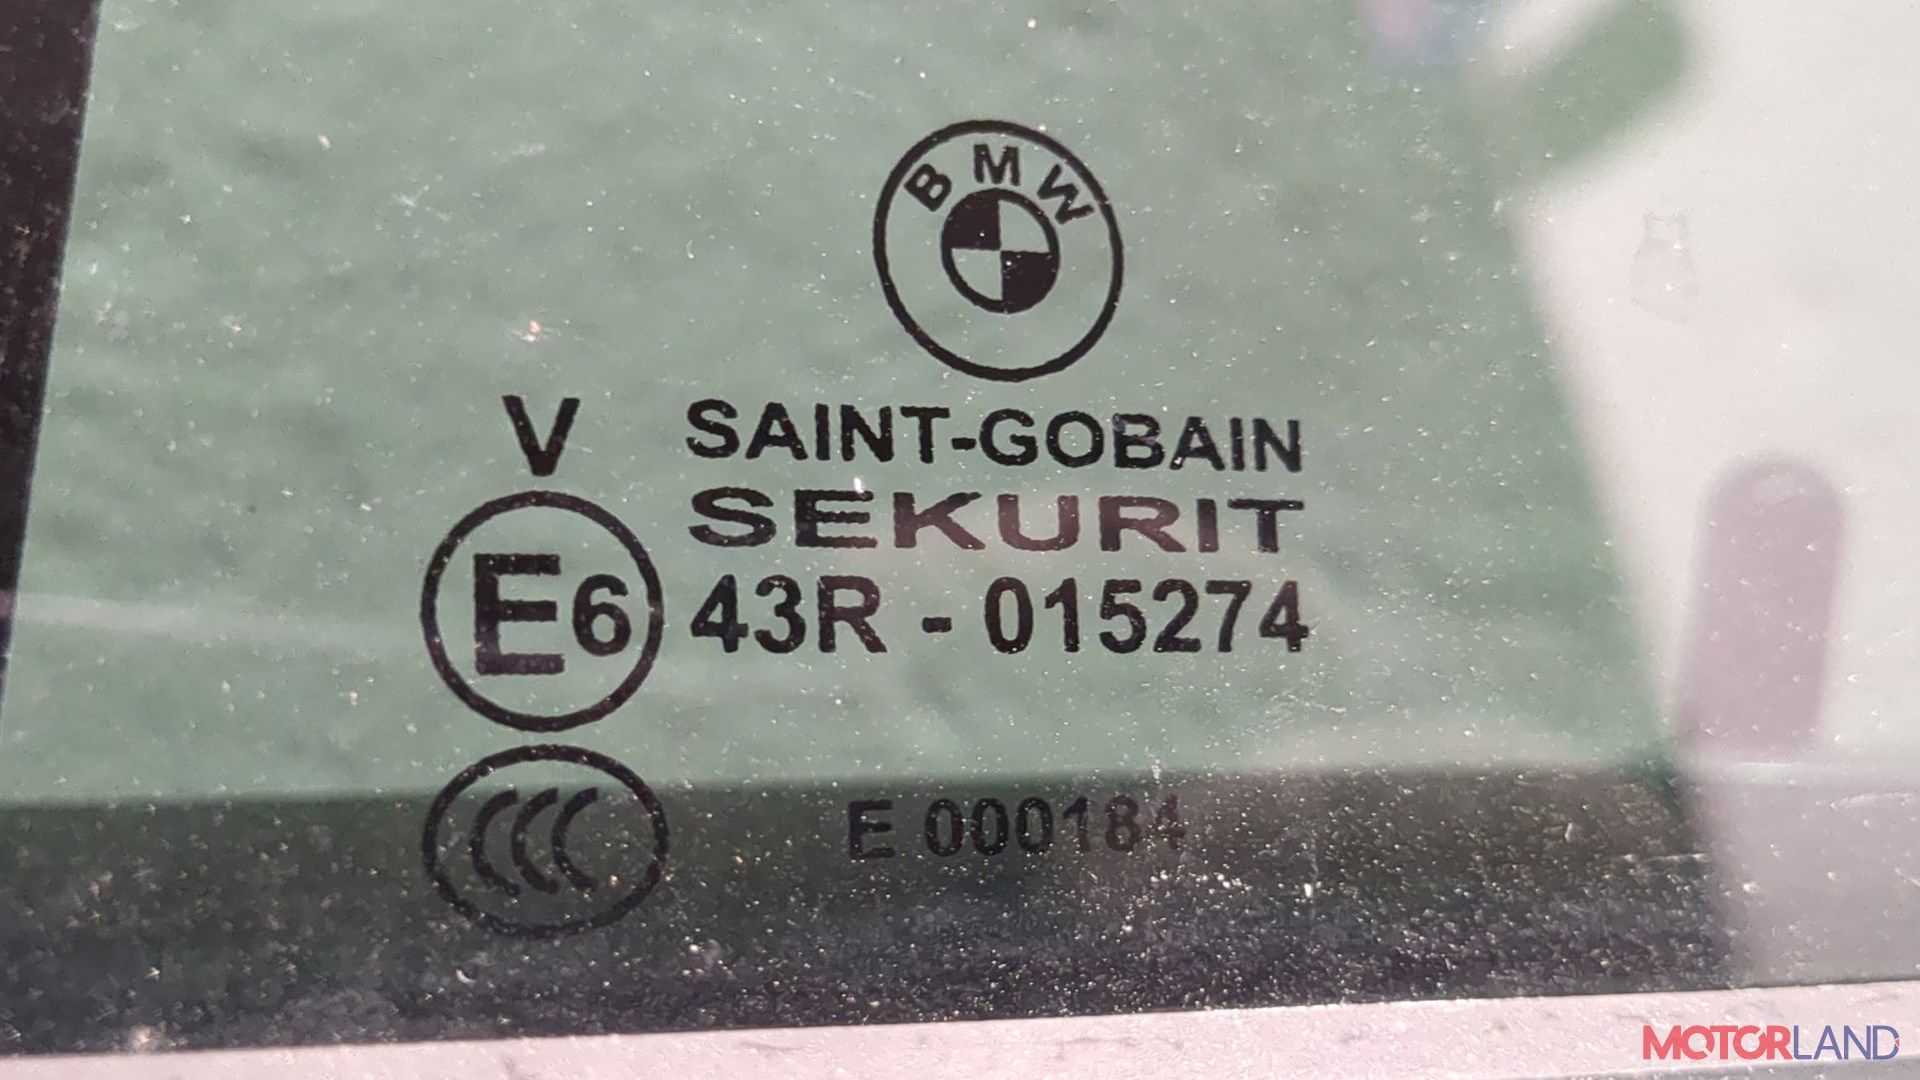 BMW
V SAINT-GOBAIN
SEKURIT
E6 43R - 015274
CCC E 000184
MOTORLAND